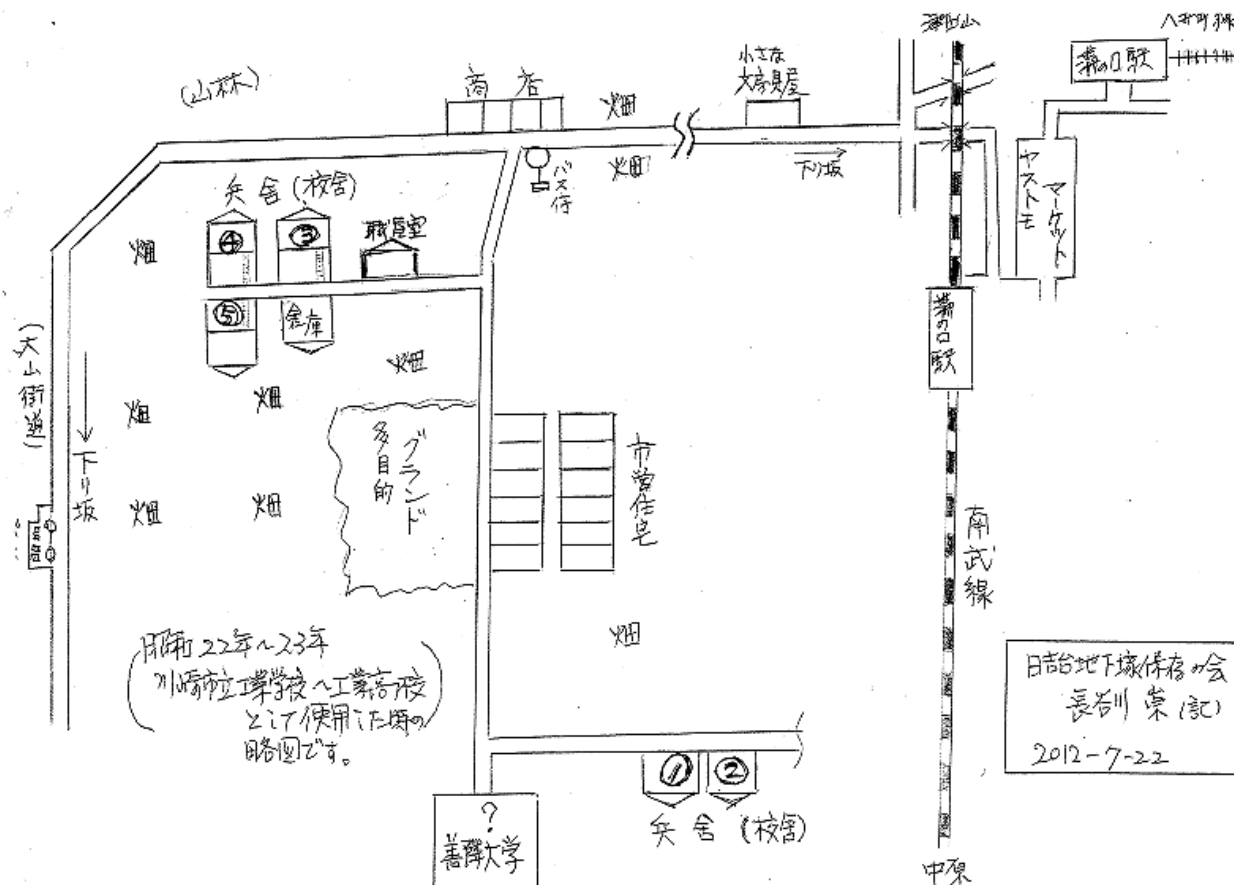 津田山
溝の口駅
(山林)
商店
畑
小さな
文房具屋
畑
下り坂
バス停
ヤストモ
マーケット
兵舎(校舎)
職員室
④
③
畑
⑤
倉庫
溝の口駅
(大山街道)
下り坂
畑
畑
畑
畑
畑
多目的
グランド
市営住宅
南武線
畑
昭和22年~23年
川崎市立工業学校へ工業高校
として使用した頃の
略図です。
日吉台地下壕保存の会
長谷川 崇(記)
2012-7-22
①
②
兵舎(校舎)
?
善隣大学
中原